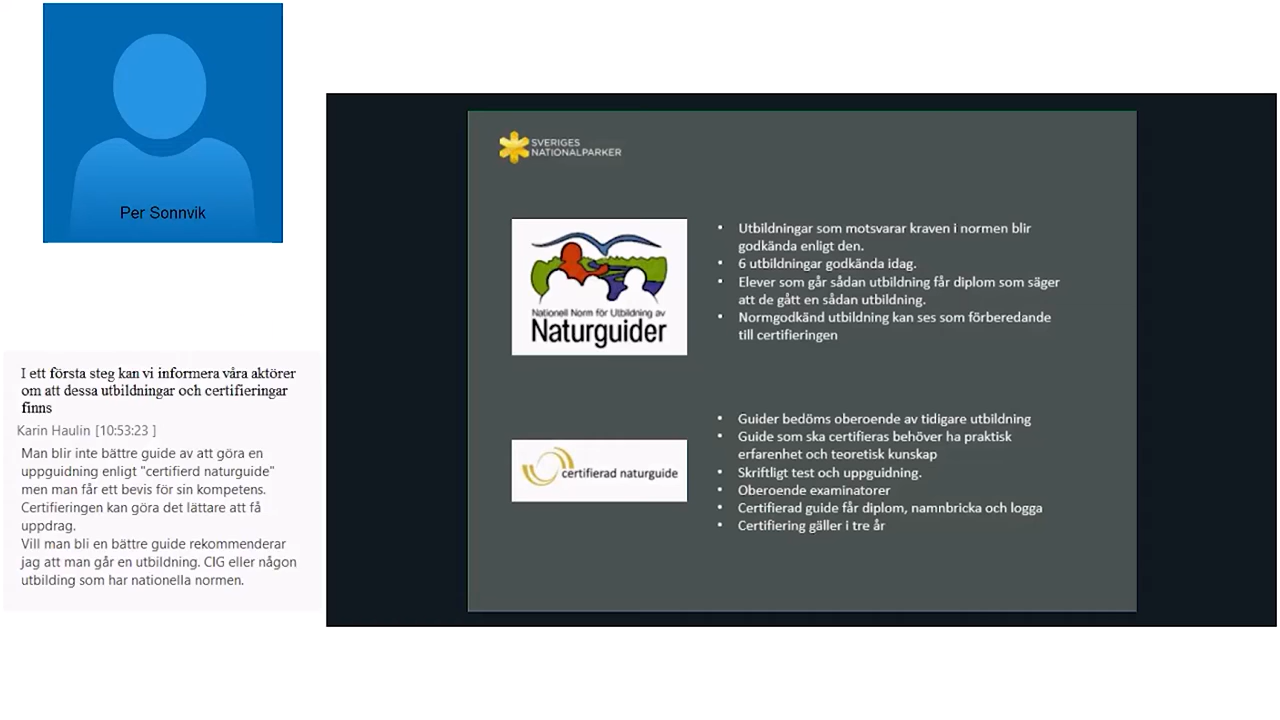 Per Sonnvik
I ett första steg kan vi informera våra aktörer
om att dessa utbildningar och certifieringar
finns
Karin Haulin [10:53:23 ]
Man blir inte bättre guide av att göra en
uppguidning enligt "certifierd naturguide"
men man får ett bevis för sin kompetens.
Certifieringen kan göra det lättare att få
uppdrag.
Vill man bli en bättre guide rekommenderar
jag att man går en utbildning. CIG eller någon
utbilding som har nationella normen.
SVERIGES
NATIONALPARKER
Nationell Norm för Utbildning av
Naturguider
• Utbildningar som motsvarar kraven i normen blir
godkända enligt den.
• 6 utbildningar godkända idag.
• Elever som går sådan utbildning får diplom som säger
att de gått en sådan utbildning.
• Normgodkänd utbildning kan ses som förberedande
till certifieringen
certifierad naturguide
• Guider bedöms oberoende av tidigare utbildning
• Guide som ska certifieras behöver ha praktisk
erfarenhet och teoretisk kunskap
• Skriftligt test och uppguidning.
• Oberoende examinatorer
• Certifierad guide får diplom, namnbricka och logga
• Certifiering gäller i tre år